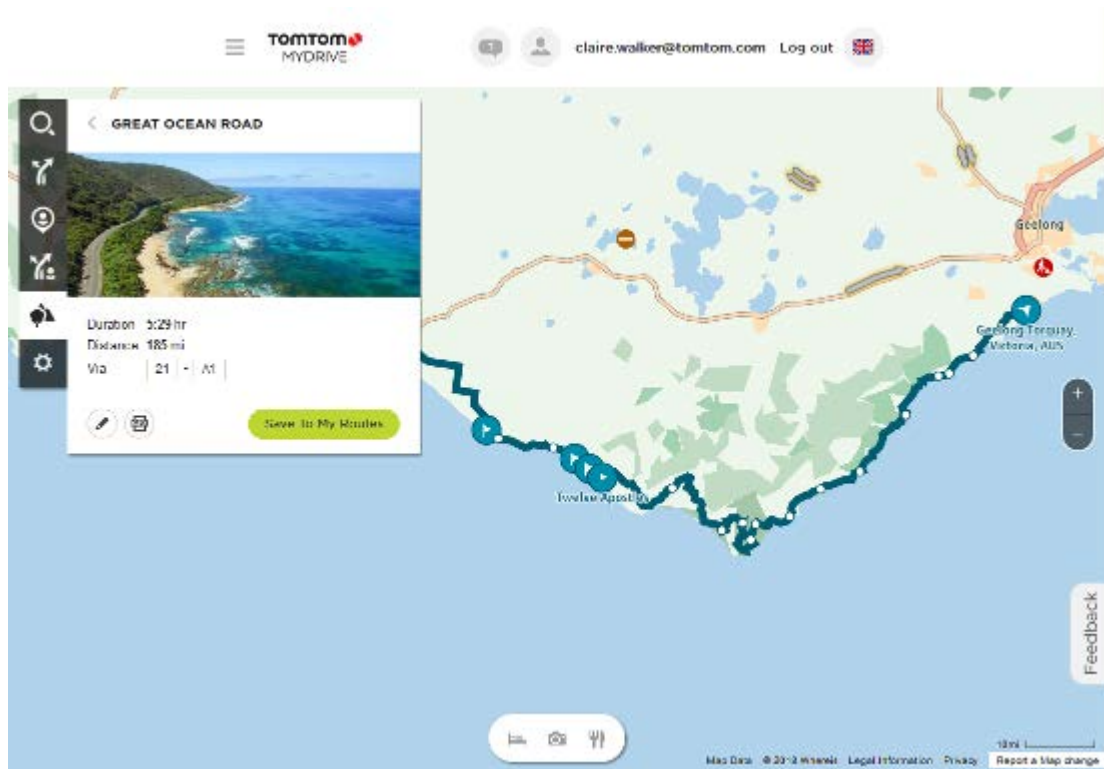 TOMTOM
MYDRIVE
claire.walker@tomtom.com Log out
GREAT OCEAN ROAD
Duration 5:29 hr
Distance 185 mi
Via 21 - A1
Save To My Routes
Geelong
Geelong Torquay,
Victoria, AUS
Twelve Apostles
+
-
Feedback
10mi
Map Data © Whereis Legal Information Privacy Report a Map change